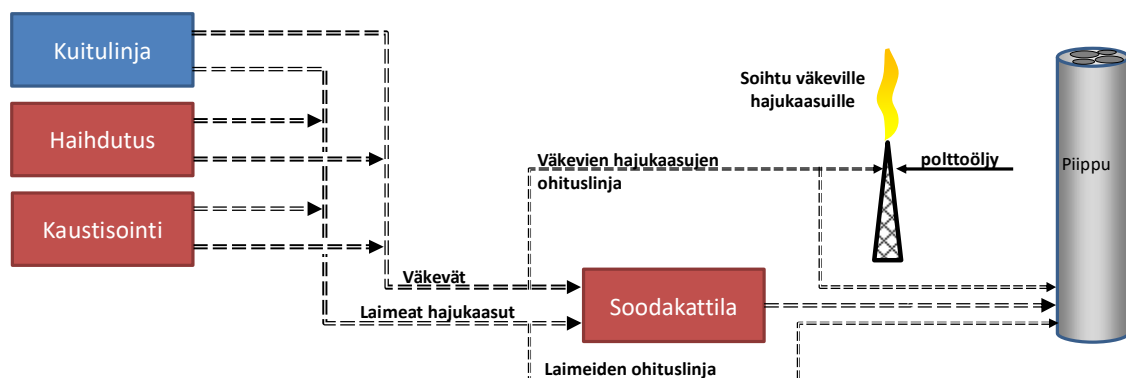 Kuitulinja
Soihtu väkeville
hajukaasuille
Haihdutus
Väkevien hajukaasujen
ohituslinja
polttoöljy
Piippu
Kaustisointi
Väkevät
Laimeat hajukaasut
Soodakattila
Laimeiden ohituslinja